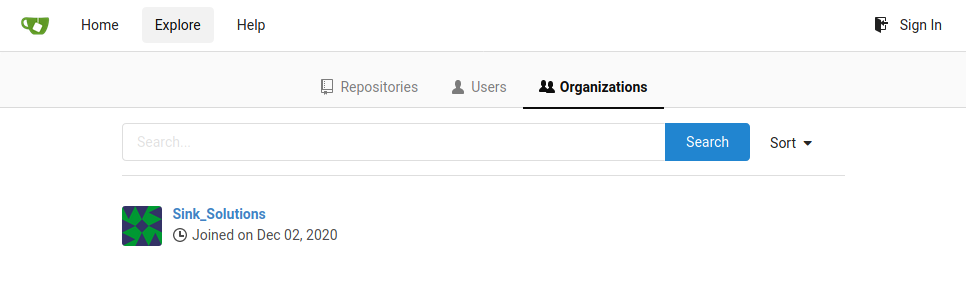 Home Explore Help Sign In
Repositories Users Organizations
Search... Search Sort
Sink_Solutions
Joined on Dec 02, 2020